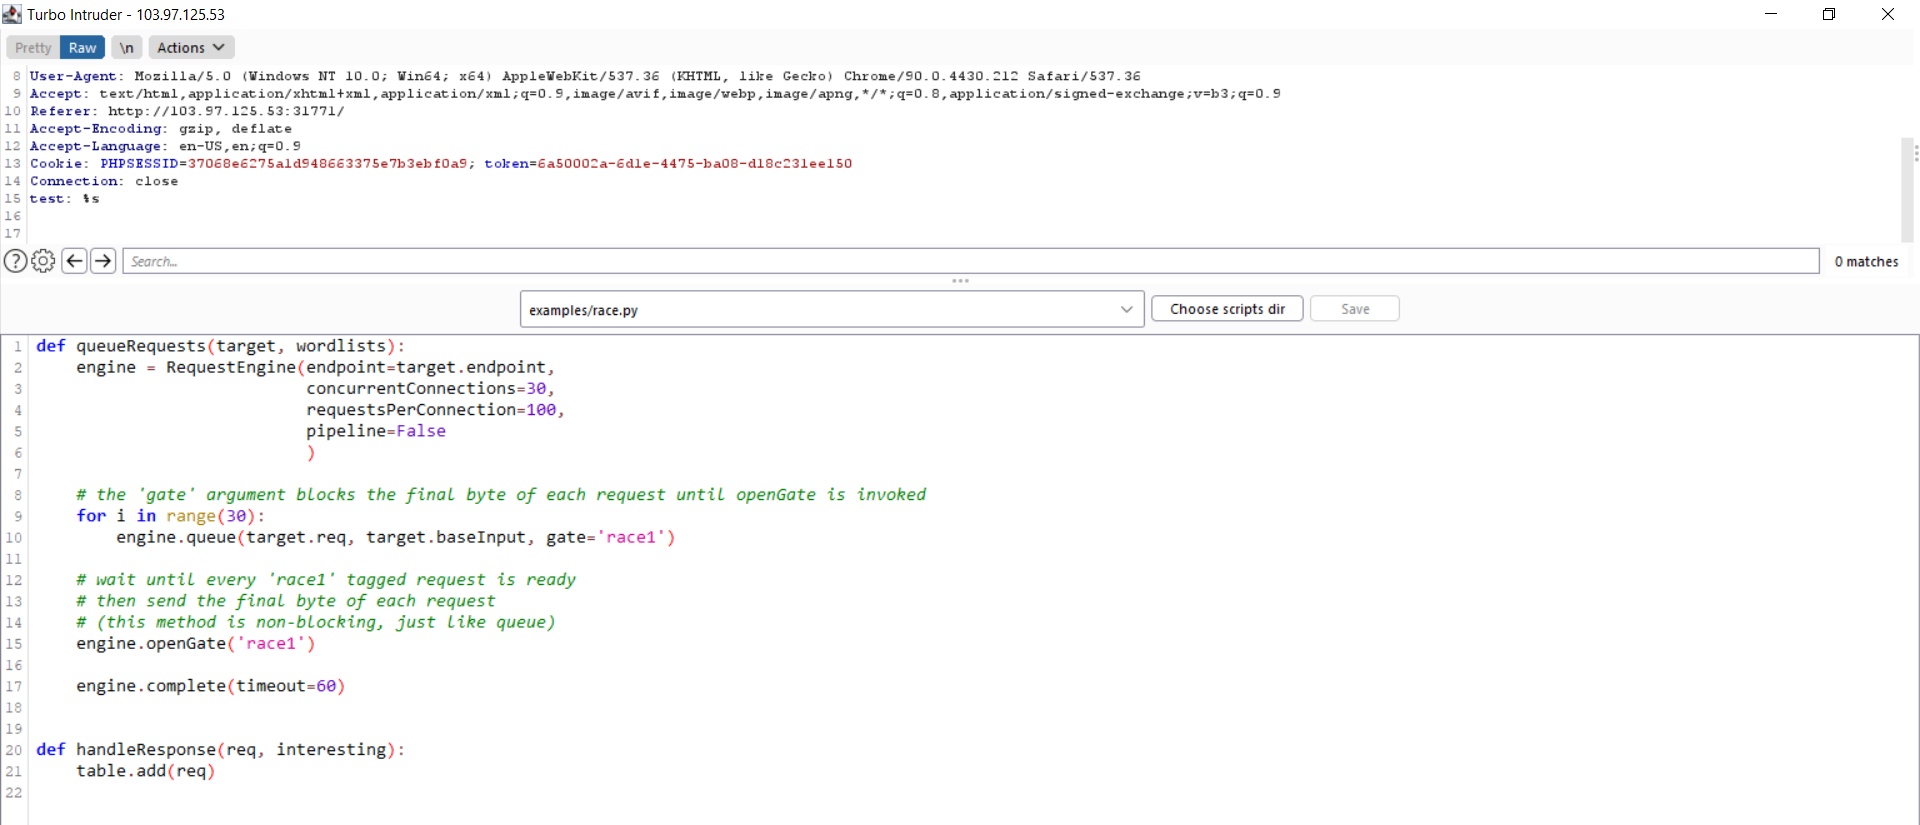 Turbo Intruder - 103.97.125.53
Pretty Raw \n Actions
8 User-Agent: Mozilla/5.0 (Windows NT 10.0; Win64; x64) AppleWebKit/537.36 (KHTML, like Gecko) Chrome/90.0.4430.212 Safari/537.36
9 Accept: text/html,application/xhtml+xml,application/xml;q=0.9,image/avif,image/webp,image/apng,*/*;q=0.8,application/signed-exchange;v=b3;q=0.9
10 Referer: http://103.97.125.53:31771/
11 Accept-Encoding: gzip, deflate
12 Accept-Language: en-US,en;q=0.9
13 Cookie: PHPSESSID=37068e6275a1d948663375e7b3ebf0a9; token=6a50002a-6d1e-4475-ba08-d18c231ee150
14 Connection: close
15 test: %s
16
17
? Search... 0 matches
examples/race.py Choose scripts dir Save
1 def queueRequests(target, wordlists):
2 engine = RequestEngine(endpoint=target.endpoint,
3 concurrentConnections=30,
4 requestsPerConnection=100,
5 pipeline=False
6 )
7
8 # the 'gate' argument blocks the final byte of each request until openGate is invoked
9 for i in range(30):
10 engine.queue(target.req, target.baseInput, gate='race1')
11
12 # wait until every 'race1' tagged request is ready
13 # then send the final byte of each request
14 # (this method is non-blocking, just like queue)
15 engine.openGate('race1')
16
17 engine.complete(timeout=60)
18
19
20 def handleResponse(req, interesting):
21 table.add(req)
22